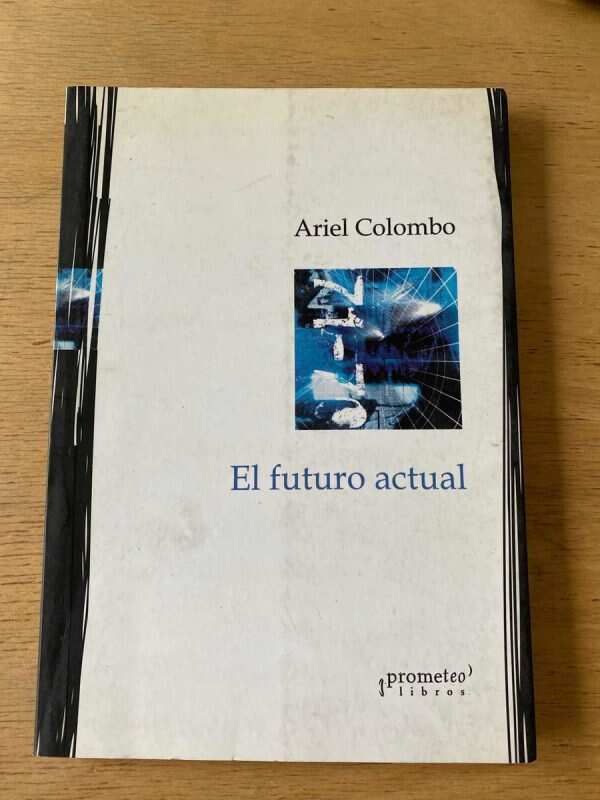 Ariel Colombo
El futuro actual
prometeo
libros